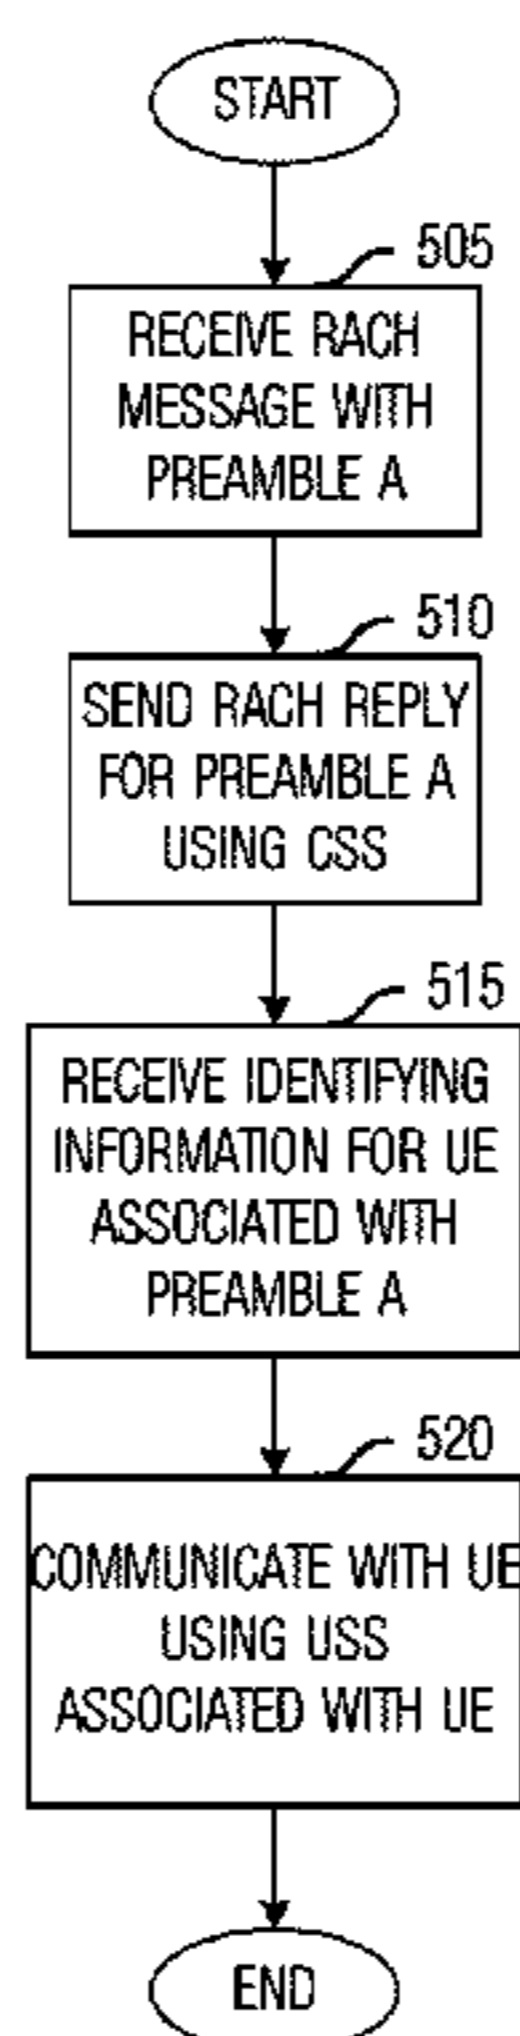 START
505
RECEIVE RACH
MESSAGE WITH
PREAMBLE A
510
SEND RACH REPLY
FOR PREAMBLE A
USING CSS
515
RECEIVE IDENTIFYING
INFORMATION FOR UE
ASSOCIATED WITH
PREAMBLE A
520
COMMUNICATE WITH UE
USING USS
ASSOCIATED WITH UE
END